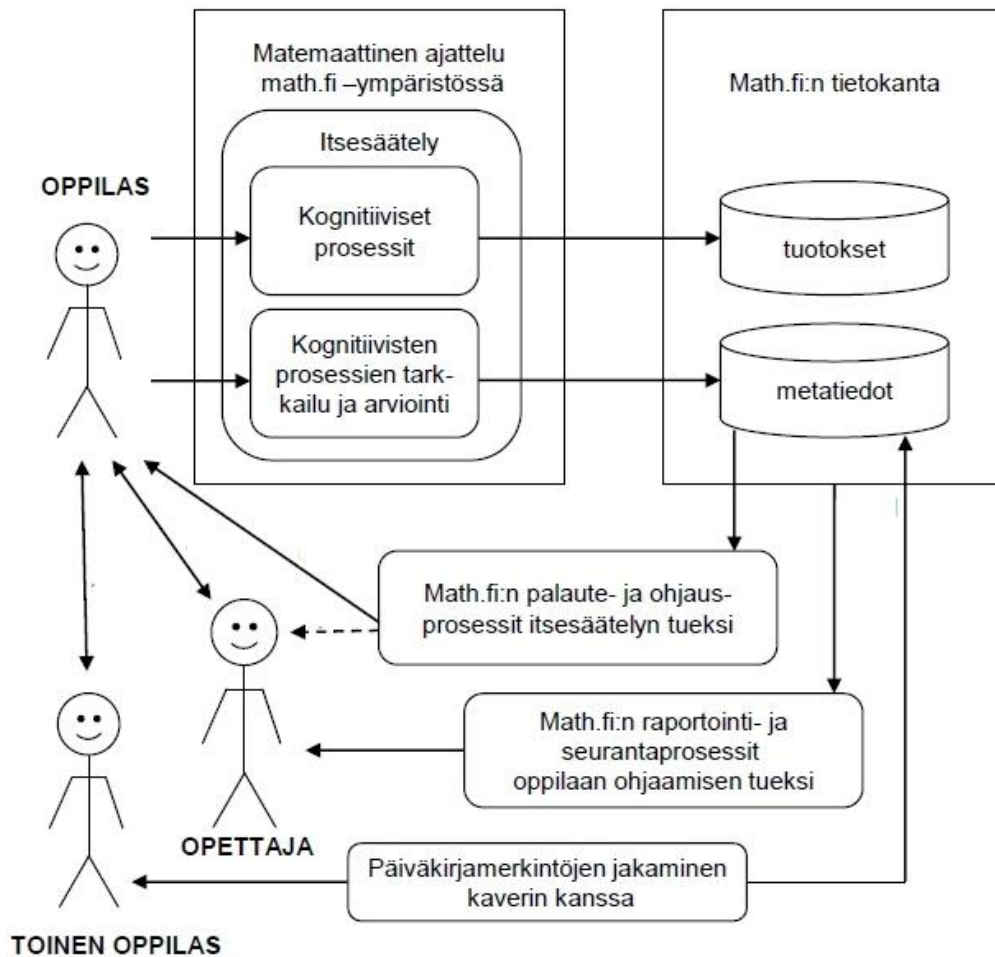 Matemaattinen ajattelu
math.fi –ympäristössä
Math.fi:n tietokanta
Itsesäätely
OPPILAS
Kognitiiviset
prosessit
tuotokset
Kognitiivisten
prosessien tark-
kailu ja arviointi
metatiedot
Math.fi:n palaute- ja ohjaus-
prosessit itsesäätelyn tueksi
Math.fi:n raportointi- ja
seurantaprosessit
oppilaan ohjaamisen tueksi
OPETTAJA
Päiväkirjamerkintöjen jakaminen
kaverin kanssa
TOINEN OPPILAS